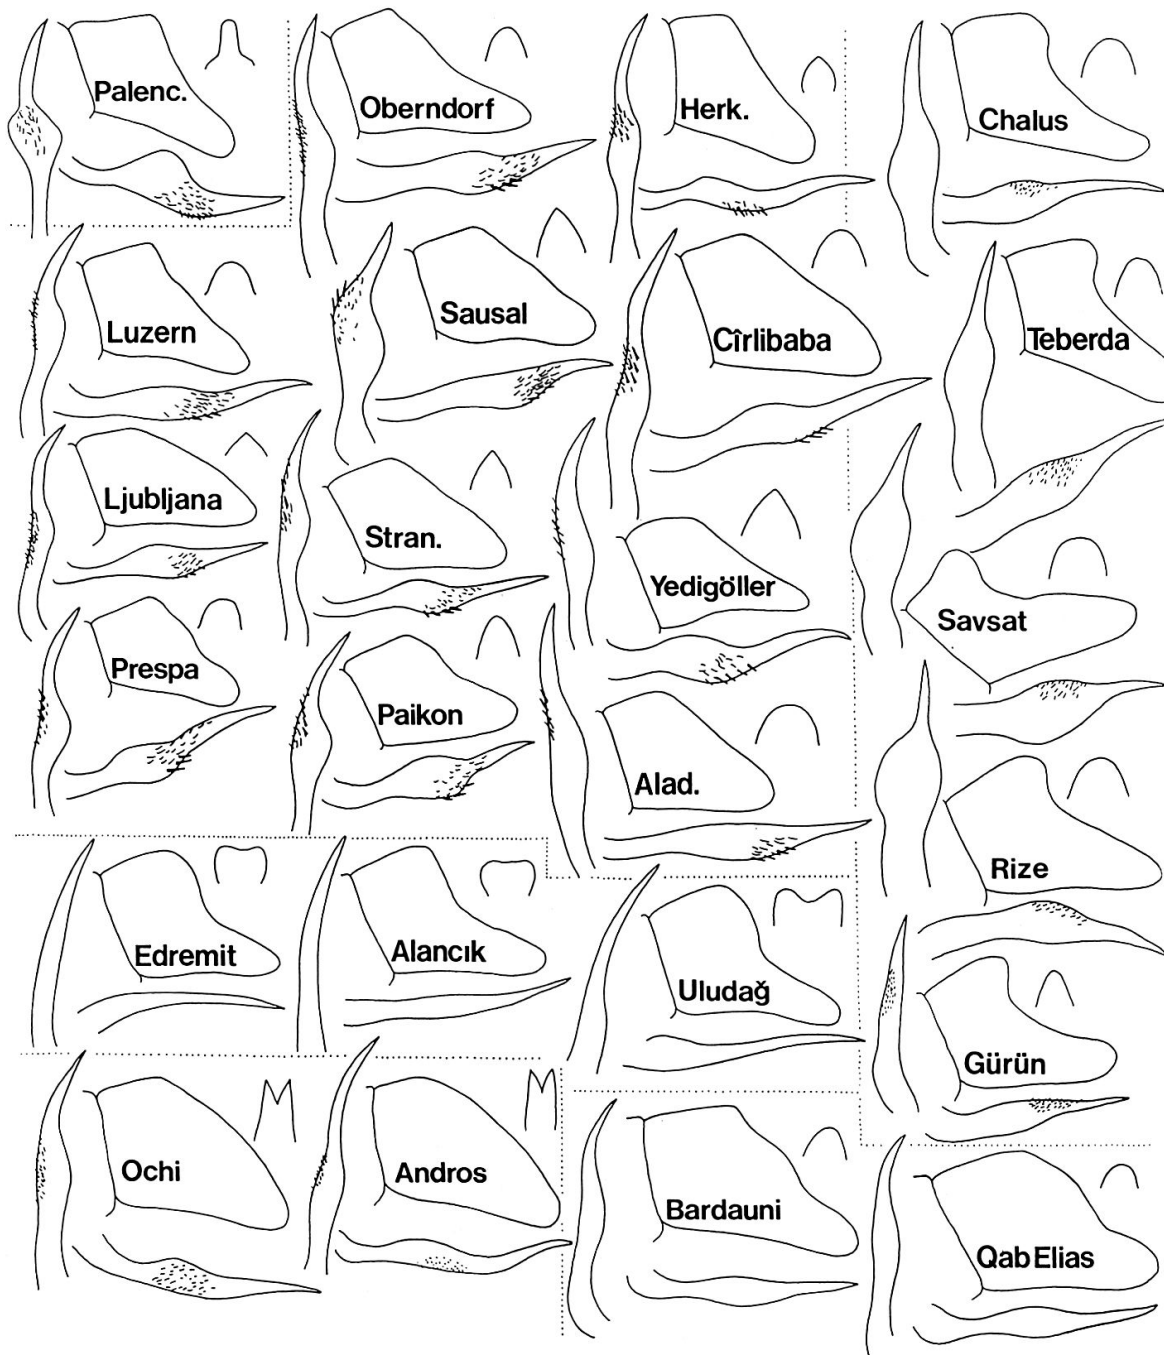 Palenc.
Oberndorf
Herk.
Chalus
Luzern
Sausal
Cîrlibaba
Teberda
Ljubljana
Stran.
Yedigöller
Savsat
Prespa
Paikon
Alad.
Rize
Edremit
Alancık
Uludağ
Gürün
Ochi
Andros
Bardauni
Qab Elias